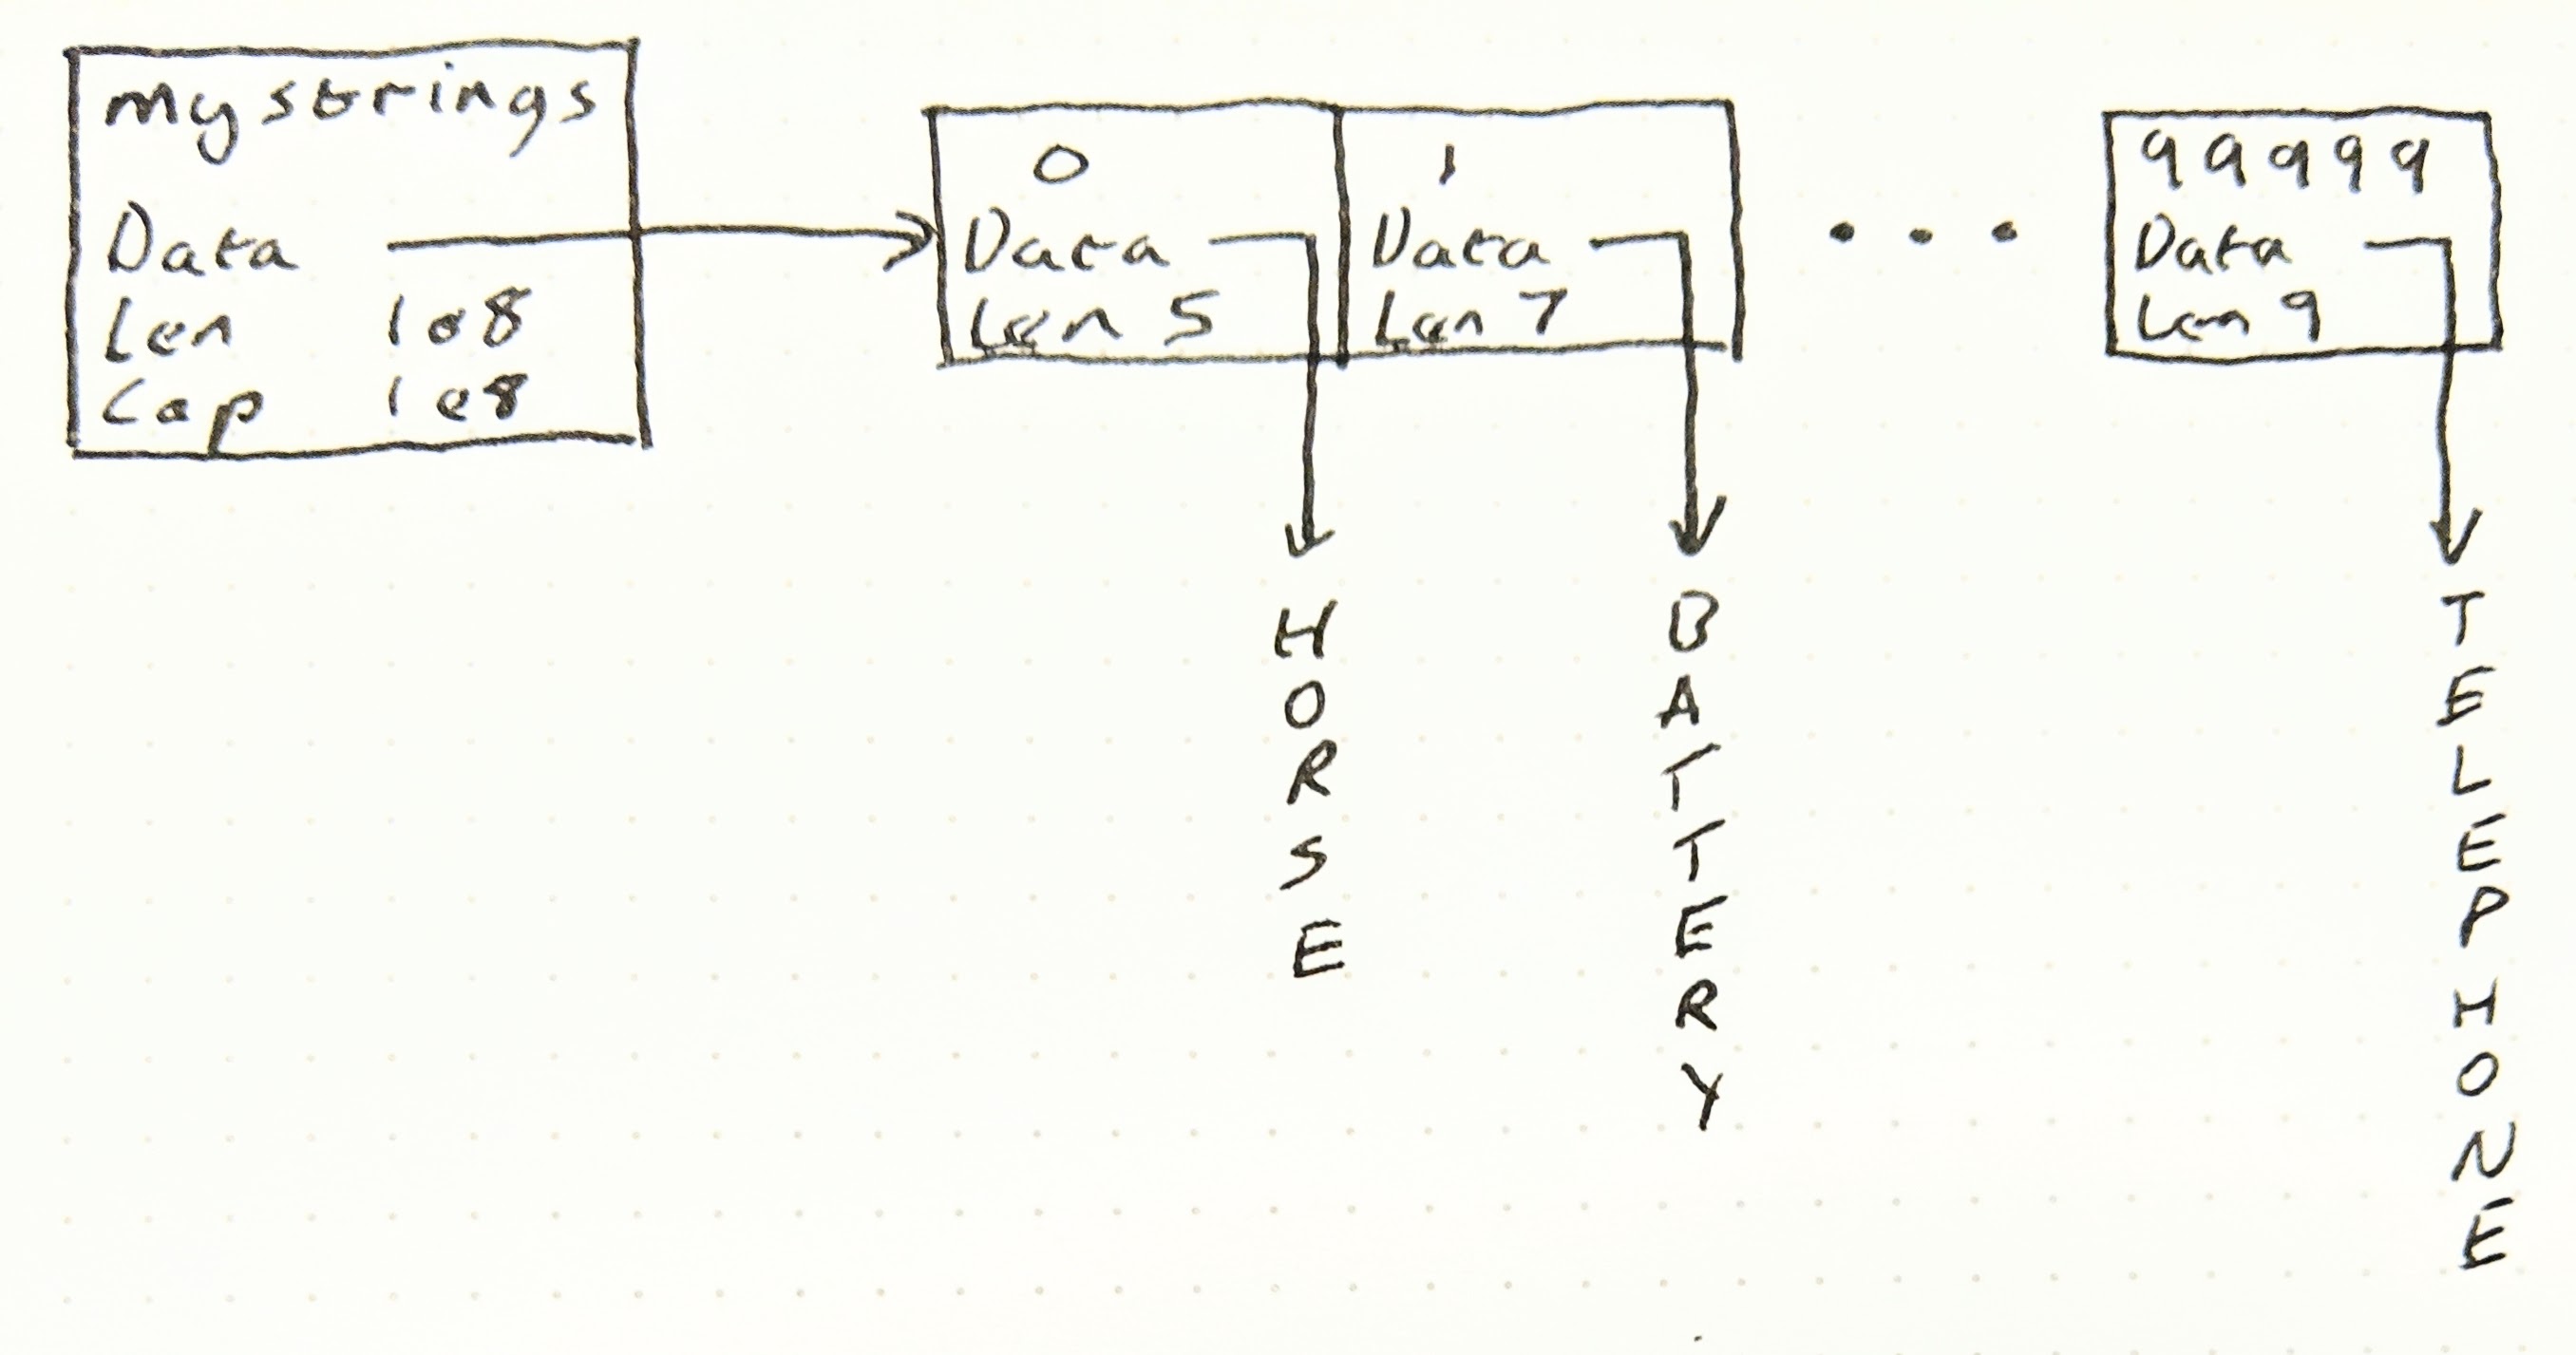 mystrings
Data
Len 1e8
Cap 1e8
0
Data
Len 5
1
Data
Len 7
99999
Data
Len 9
HORSE
BATTERY
TELEPHONE